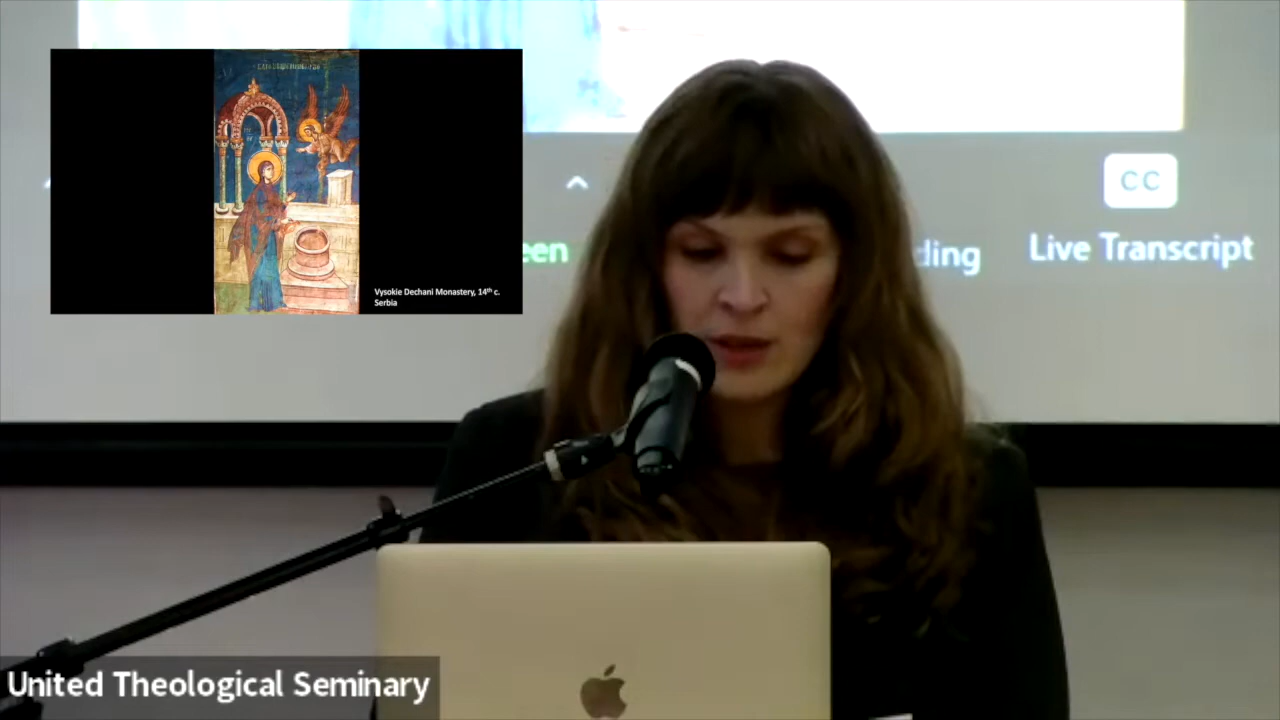 Vysokie Dechani Monastery, 14th c.
Serbia
een
ding
CC
Live Transcript
United Theological Seminary